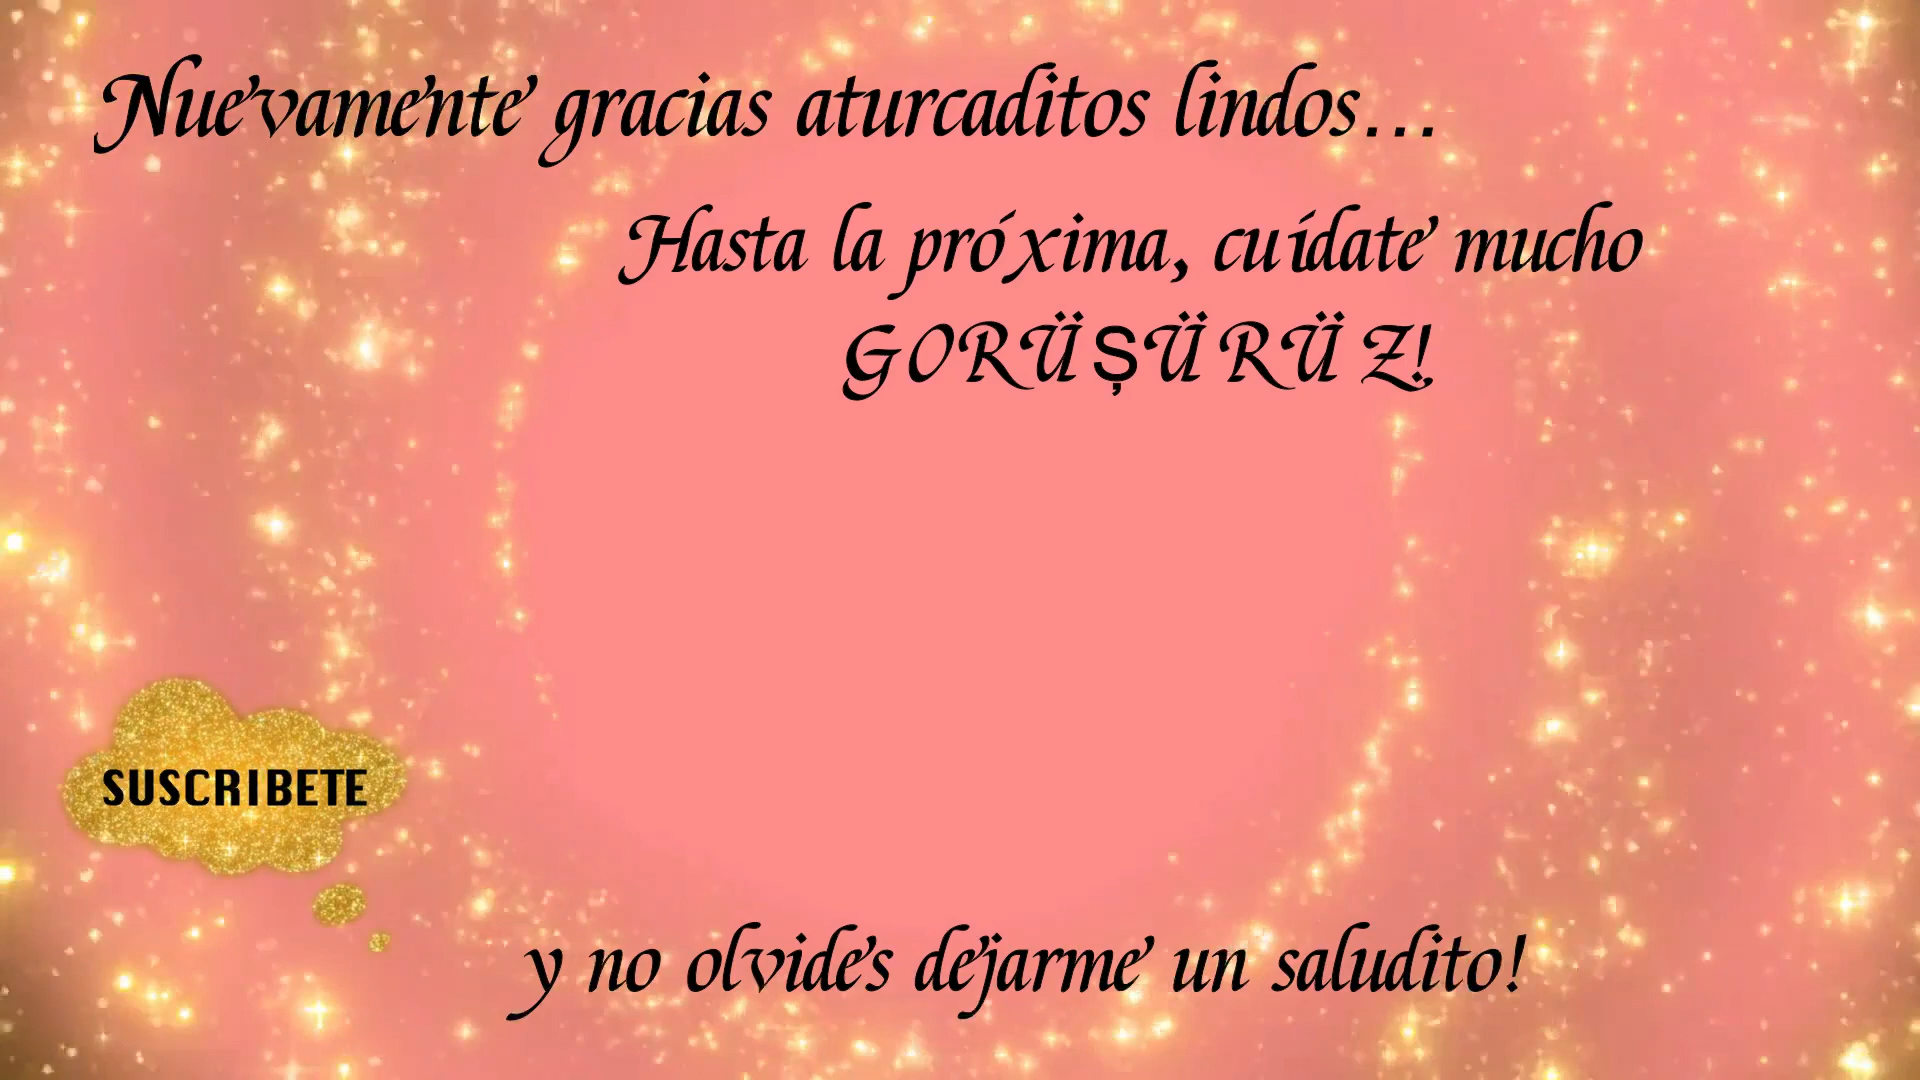 Nuevamente gracias aturcaditos lindos...
Hasta la próxima, cuídate mucho
GORÜŞÜRÜZ!
SUSCRIBETE
y no olvides dejarme un saludito!